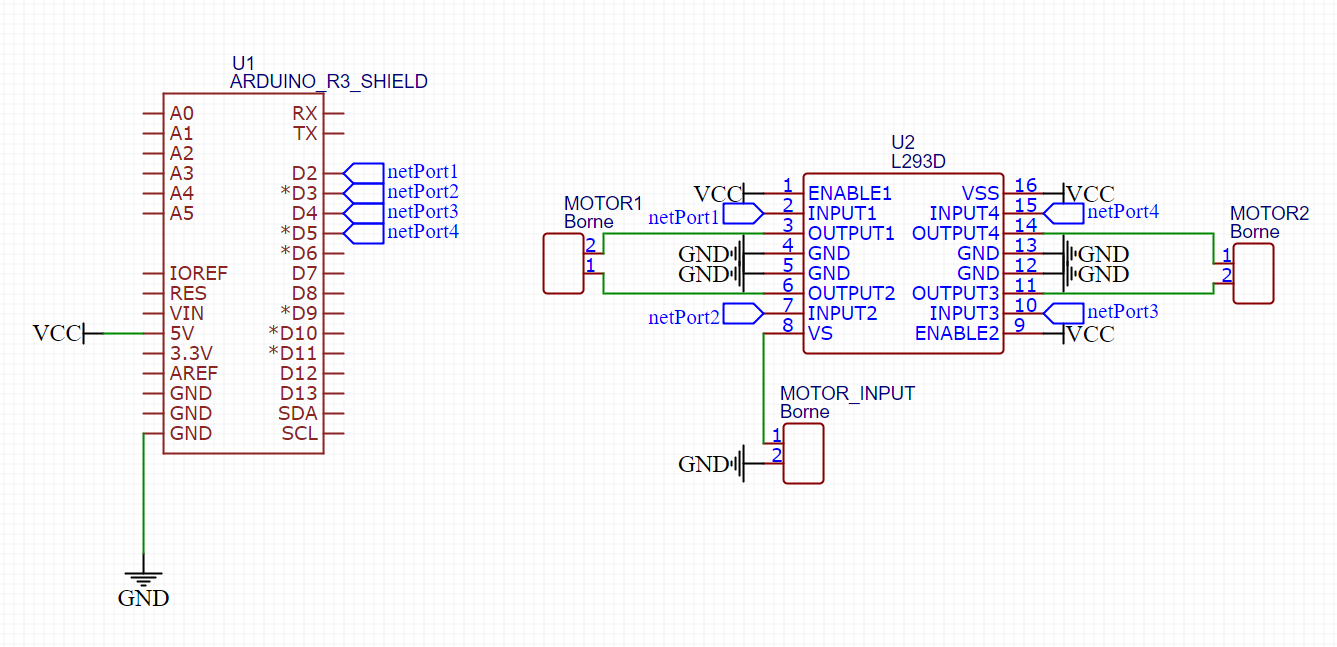 U1
ARDUINO_R3_SHIELD
A0
A1
A2
A3
A4
A5
IOREF
RES
VIN
5V
3.3V
AREF
GND
GND
GND
RX
TX
D2
*D3
D4
*D5
*D6
D7
D8
*D9
*D10
*D11
D12
D13
SDA
SCL
netPort1
netPort2
netPort3
netPort4
VCC
GND
MOTOR1
Borne
2
1
U2
L293D
VCC
netPort1
GND
GND
netPort2
1
2
3
4
5
6
7
8
ENABLE1
INPUT1
OUTPUT1
GND
GND
OUTPUT2
INPUT2
VS
VSS
INPUT4
OUTPUT4
GND
GND
OUTPUT3
INPUT3
ENABLE2
16
15
14
13
12
11
10
9
VCC
netPort4
GND
GND
netPort3
VCC
MOTOR2
Borne
1
2
MOTOR_INPUT
Borne
1
2
GND